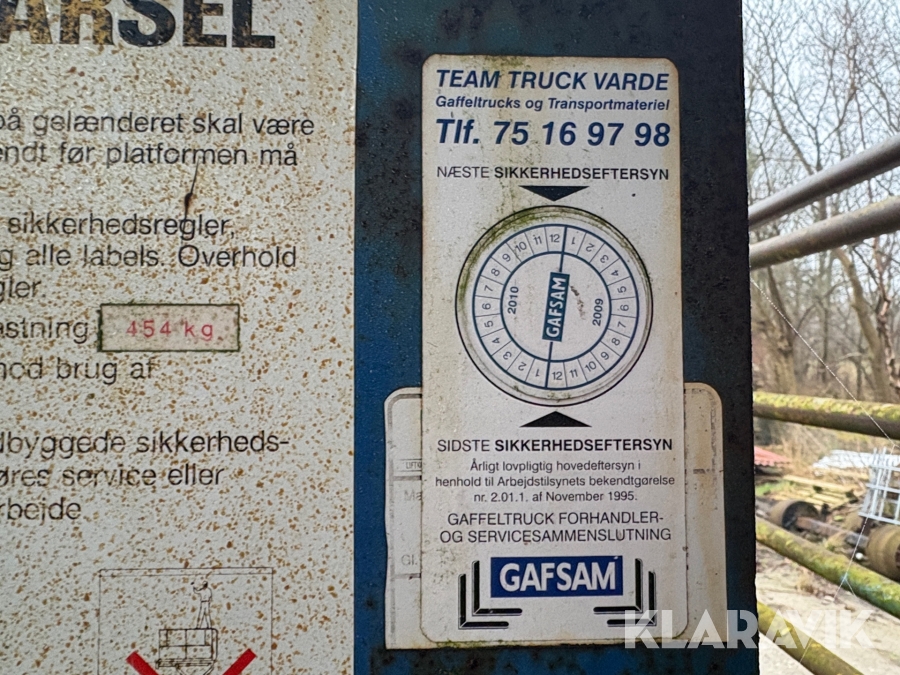 ARSEL
på gelænderet skal være
endt før platformen må
sikkerhedsregler,
g alle labels. Overhold
gler.
astning 454 kg.
mod brug af
dbyggede sikkerheds-
øres service eller
arbejde
TEAM TRUCK VARDE
Gaffeltrucks og Transportmateriel
Tlf. 75 16 97 98
NÆSTE SIKKERHEDSEFTERSYN
1 2 3 4 5 6 7 8 9 10 11 12
2009
1 2 3 4 5 6 7 8 9 10 11 12
2010
GAFSAM
SIDSTE SIKKERHEDSEFTERSYN
Årligt lovpligtig hovedeftersyn i
henhold til Arbejdstilsynets bekendtgørelse
nr. 2.01.1. af November 1995.
GAFFELTRUCK FORHANDLER-
OG SERVICESAMMENSLUTNING
GAFSAM
KLARAVIK